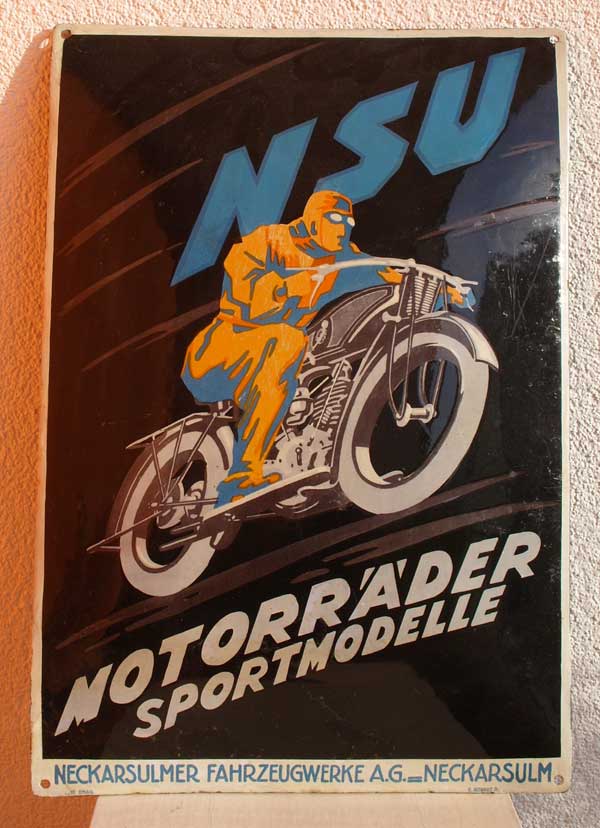 NSU
MOTORRÄDER
SPORTMODELLE
NECKARSULMER FAHRZEUGWERKE A.G. = NECKARSULM